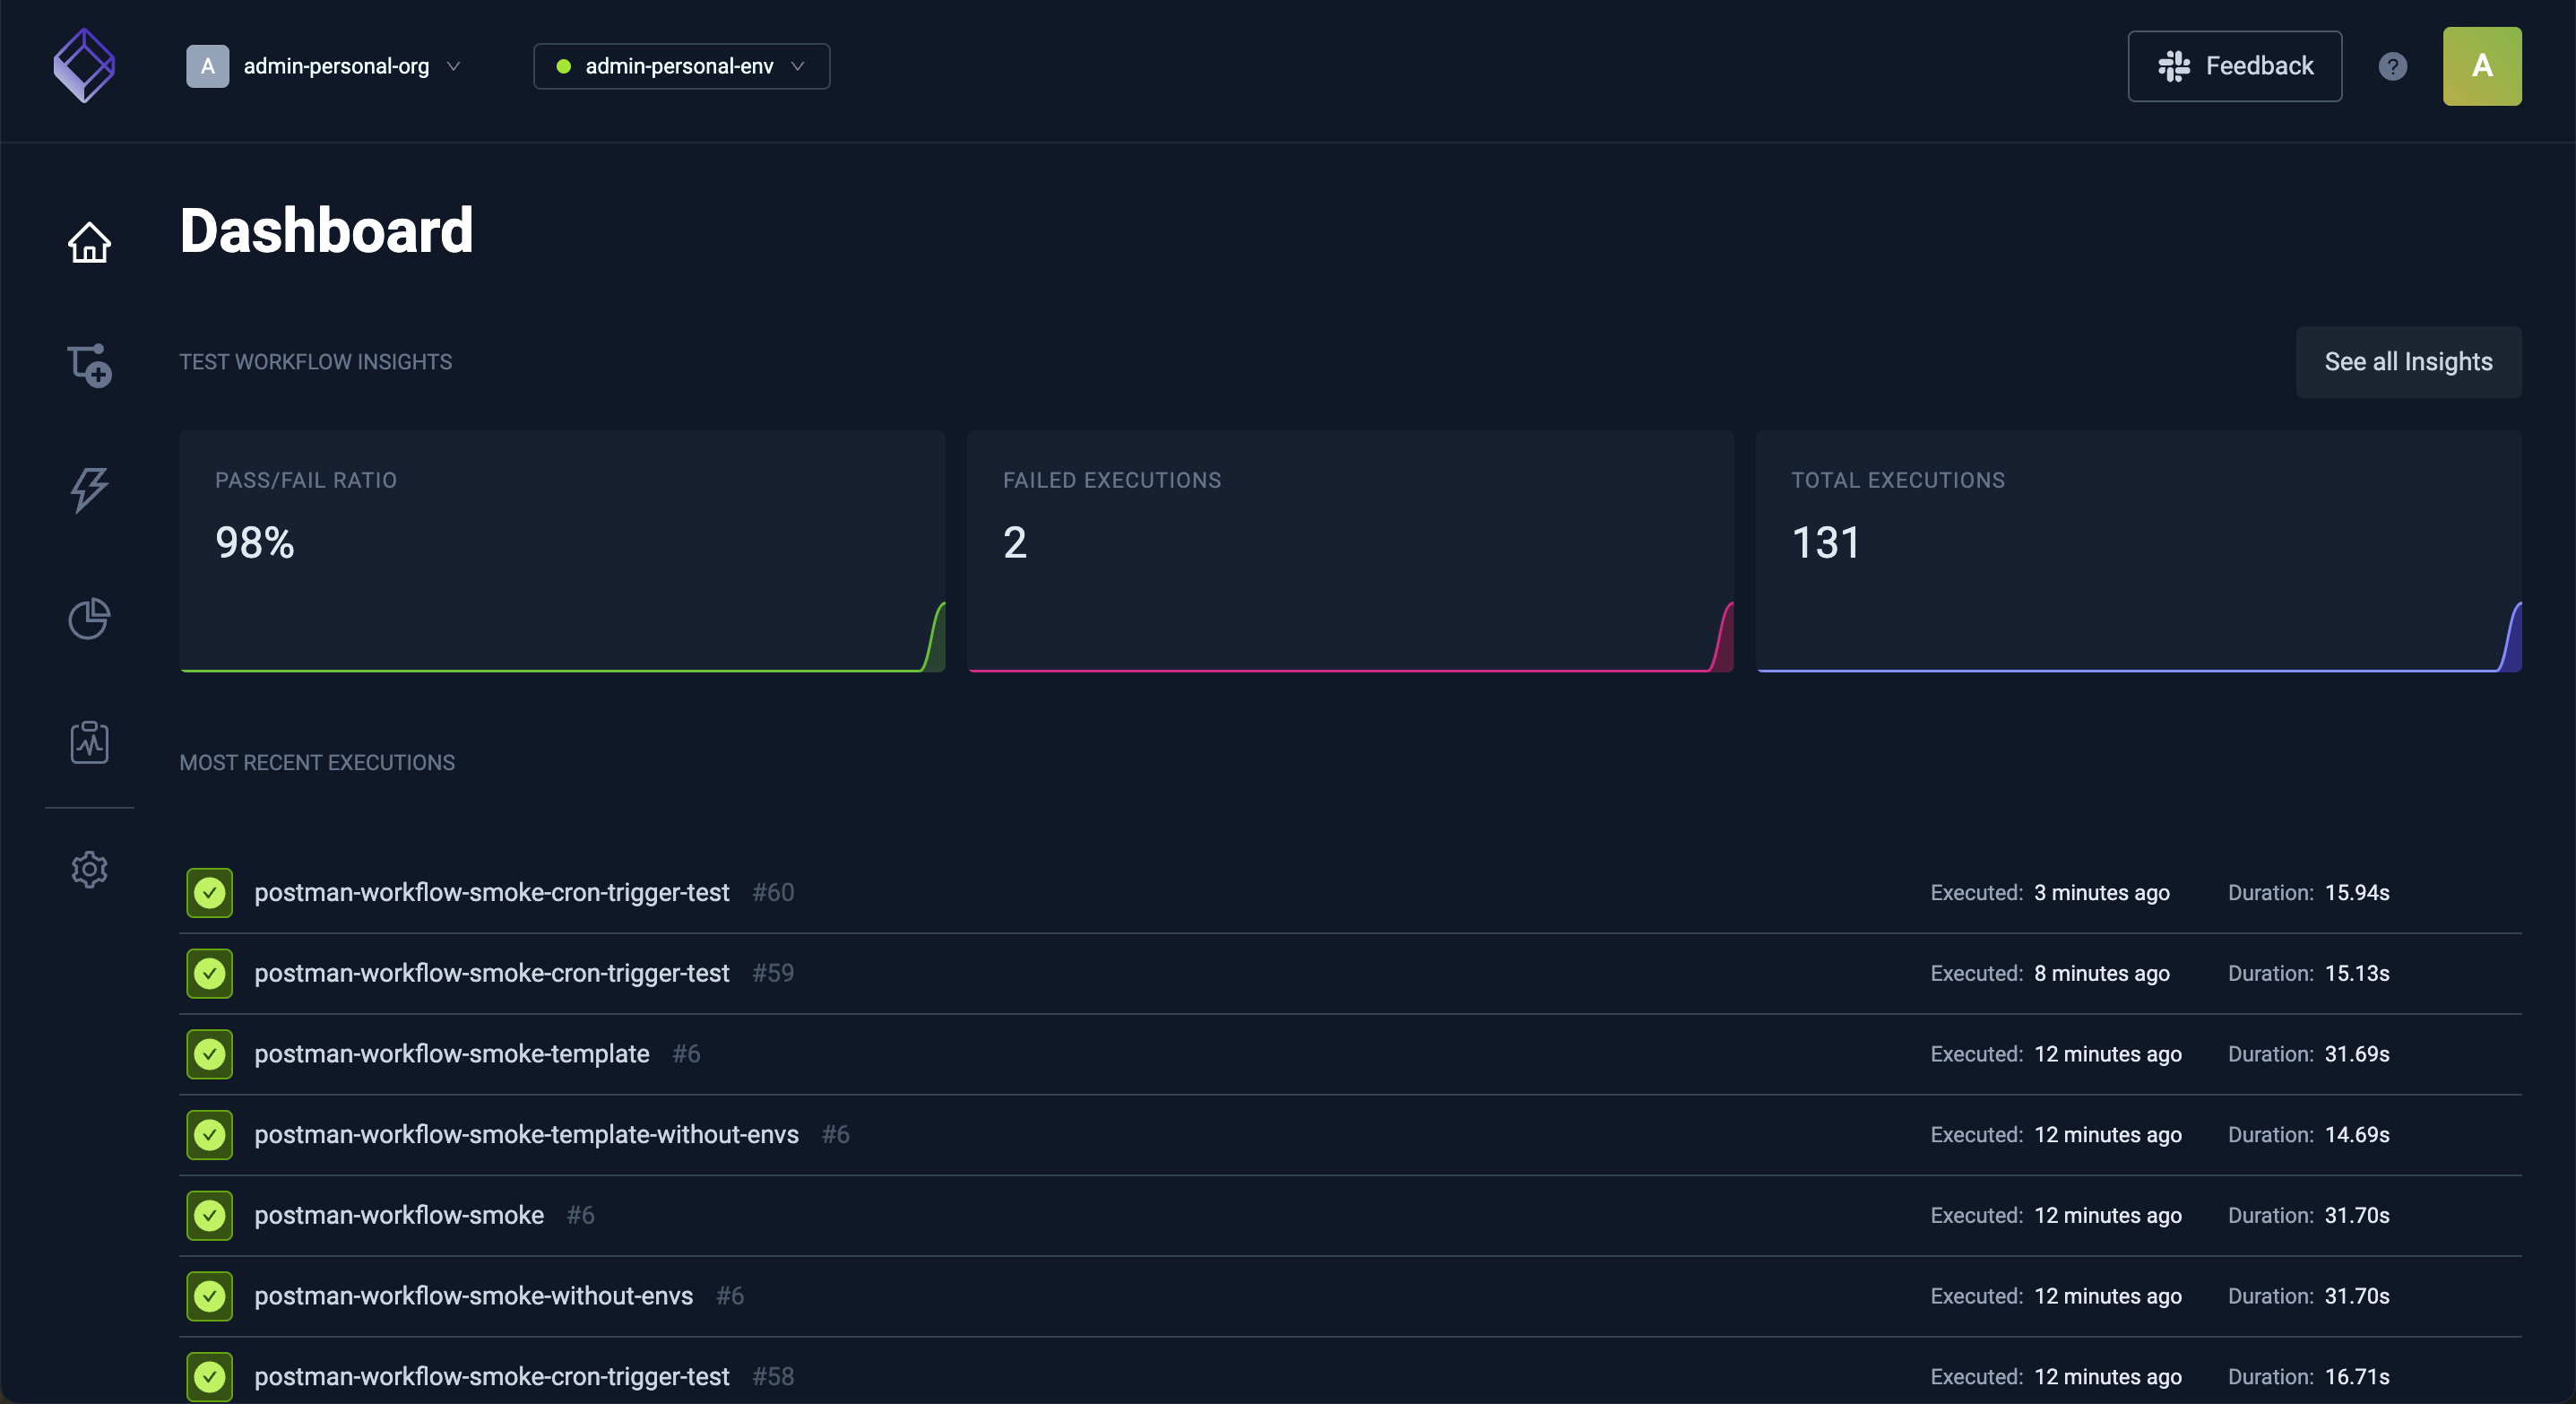 A admin-personal-org admin-personal-env Feedback ? A
Dashboard
TEST WORKFLOW INSIGHTS See all Insights
PASS/FAIL RATIO FAILED EXECUTIONS TOTAL EXECUTIONS
98% 2 131
MOST RECENT EXECUTIONS
postman-workflow-smoke-cron-trigger-test #60 Executed: 3 minutes ago Duration: 15.94s
postman-workflow-smoke-cron-trigger-test #59 Executed: 8 minutes ago Duration: 15.13s
postman-workflow-smoke-template #6 Executed: 12 minutes ago Duration: 31.69s
postman-workflow-smoke-template-without-envs #6 Executed: 12 minutes ago Duration: 14.69s
postman-workflow-smoke #6 Executed: 12 minutes ago Duration: 31.70s
postman-workflow-smoke-without-envs #6 Executed: 12 minutes ago Duration: 31.70s
postman-workflow-smoke-cron-trigger-test #58 Executed: 12 minutes ago Duration: 16.71s